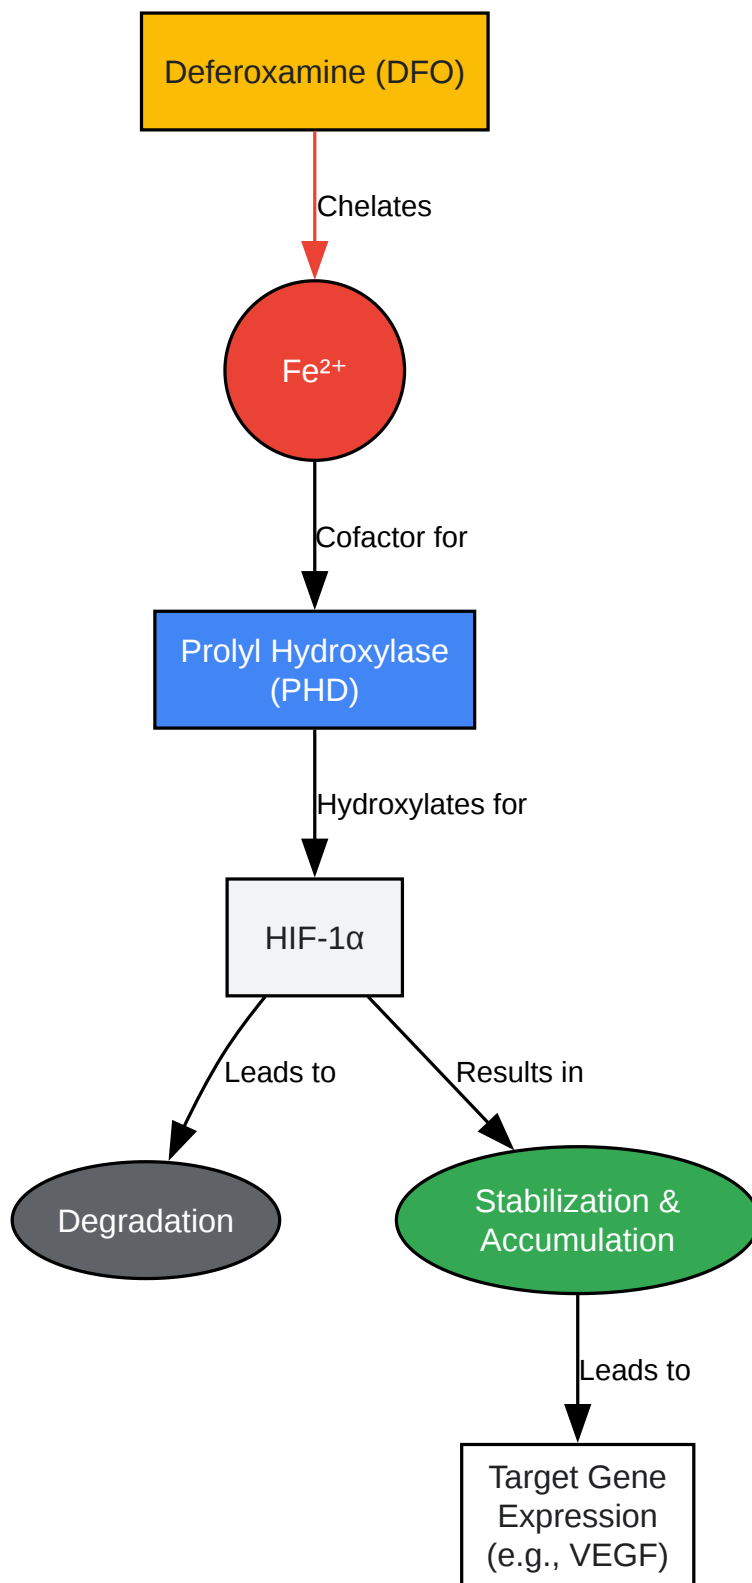 Deferoxamine (DFO)
Chelates
Fe²⁺
Cofactor for
Prolyl Hydroxylase
(PHD)
Hydroxylates for
HIF-1α
Leads to
Results in
Degradation
Stabilization &
Accumulation
Leads to
Target Gene
Expression
(e.g., VEGF)